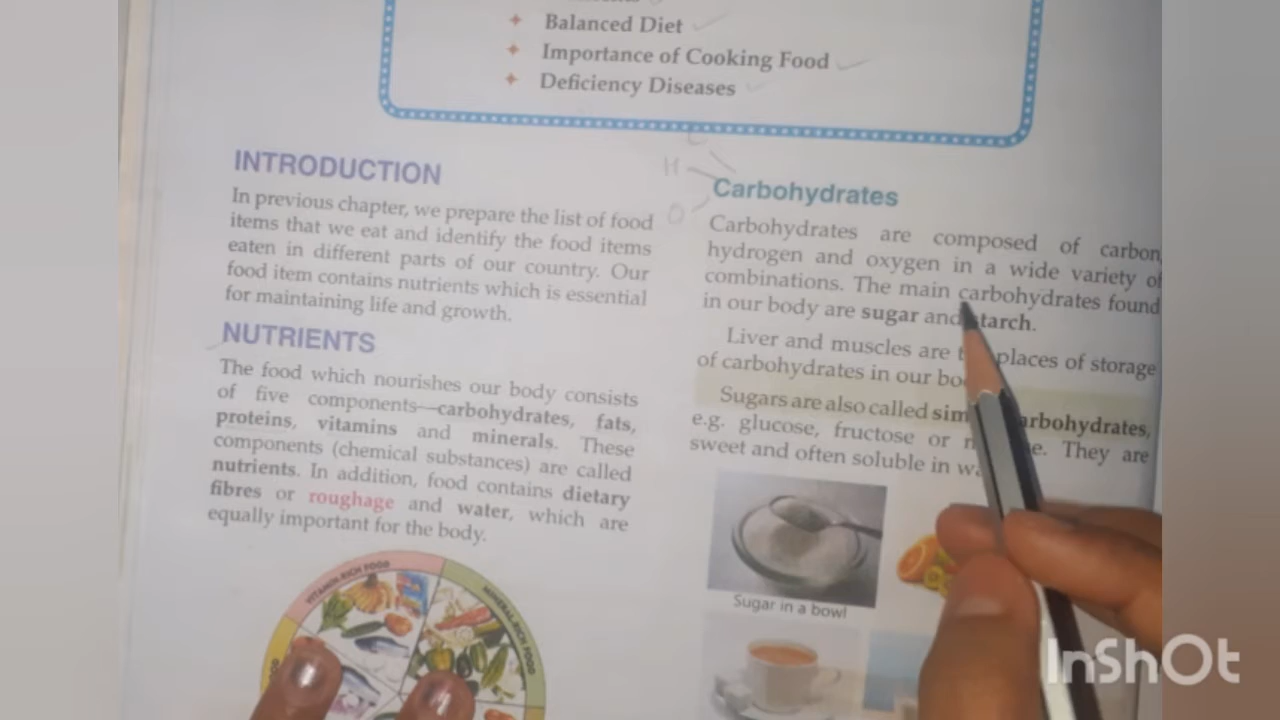 ✦ Balanced Diet
✦ Importance of Cooking Food
✦ Deficiency Diseases
INTRODUCTION
In previous chapter, we prepare the list of food
items that we eat and identify the food items
eaten in different parts of our country. Our
food item contains nutrients which is essential
for maintaining life and growth.
NUTRIENTS
The food which nourishes our body consists
of five components—carbohydrates, fats,
proteins, vitamins and minerals. These
components (chemical substances) are called
nutrients. In addition, food contains dietary
fibres or roughage and water, which are
equally important for the body.
VITAMIN RICH FOOD
MINERAL RICH FOOD
H
O
Carbohydrates
Carbohydrates are composed of carbon,
hydrogen and oxygen in a wide variety of
combinations. The main carbohydrates found
in our body are sugar and starch.
Liver and muscles are places of storage
of carbohydrates in our
Sugars are also called carbohydrates,
e.g. glucose, fructose or They are
sweet and often soluble in
Sugar in a bowl
InShOt